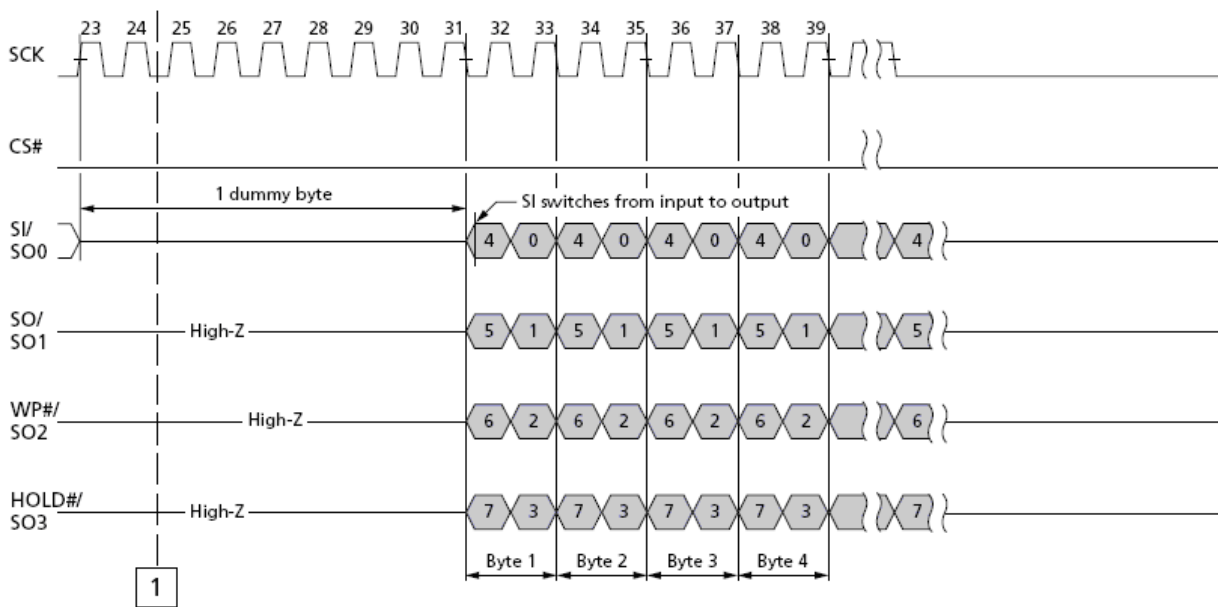 23 24 25 26 27 28 29 30 31 32 33 34 35 36 37 38 39
SCK
CS#
1 dummy byte
SI switches from input to output
SI/
SO0
4 0 4 0 4 0 4 0 4
SO/
SO1
High-Z
5 1 5 1 5 1 5 1 5
WP#/
SO2
High-Z
6 2 6 2 6 2 6 2 6
HOLD#/
SO3
High-Z
7 3 7 3 7 3 7 3 7
Byte 1 Byte 2 Byte 3 Byte 4
1